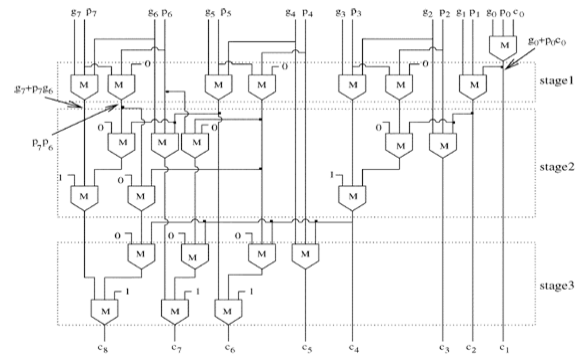 g7 p7 g6 p6 g5 p5 g4 p4 g3 p3 g2 p2 g1 p1 g0 p0 c0
M
g0+p0c0
0 0 0
M M M M M M M
stage1
g7+p7g6
p7p6
0 0 0
M M M M M
stage2
1 0 1
M M M
0 0 0
M M M M
stage3
1 1 1
M M M
c8 c7 c6 c5 c4 c3 c2 c1